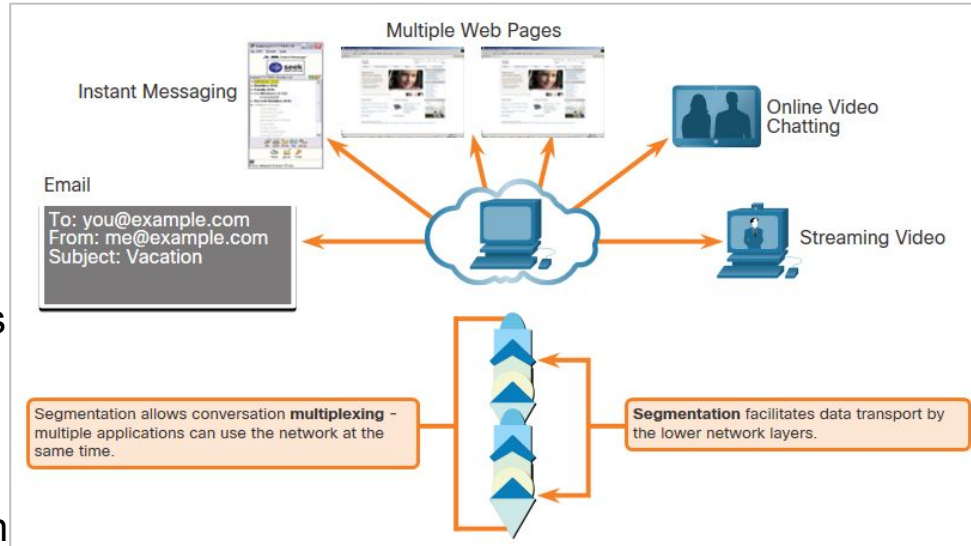 Multiple Web Pages
Instant Messaging
seek
Online Video
Chatting
Email
To: you@example.com
From: me@example.com
Subject: Vacation
Streaming Video
s
Segmentation allows conversation multiplexing -
multiple applications can use the network at the
same time.
Segmentation facilitates data transport by
the lower network layers.
n